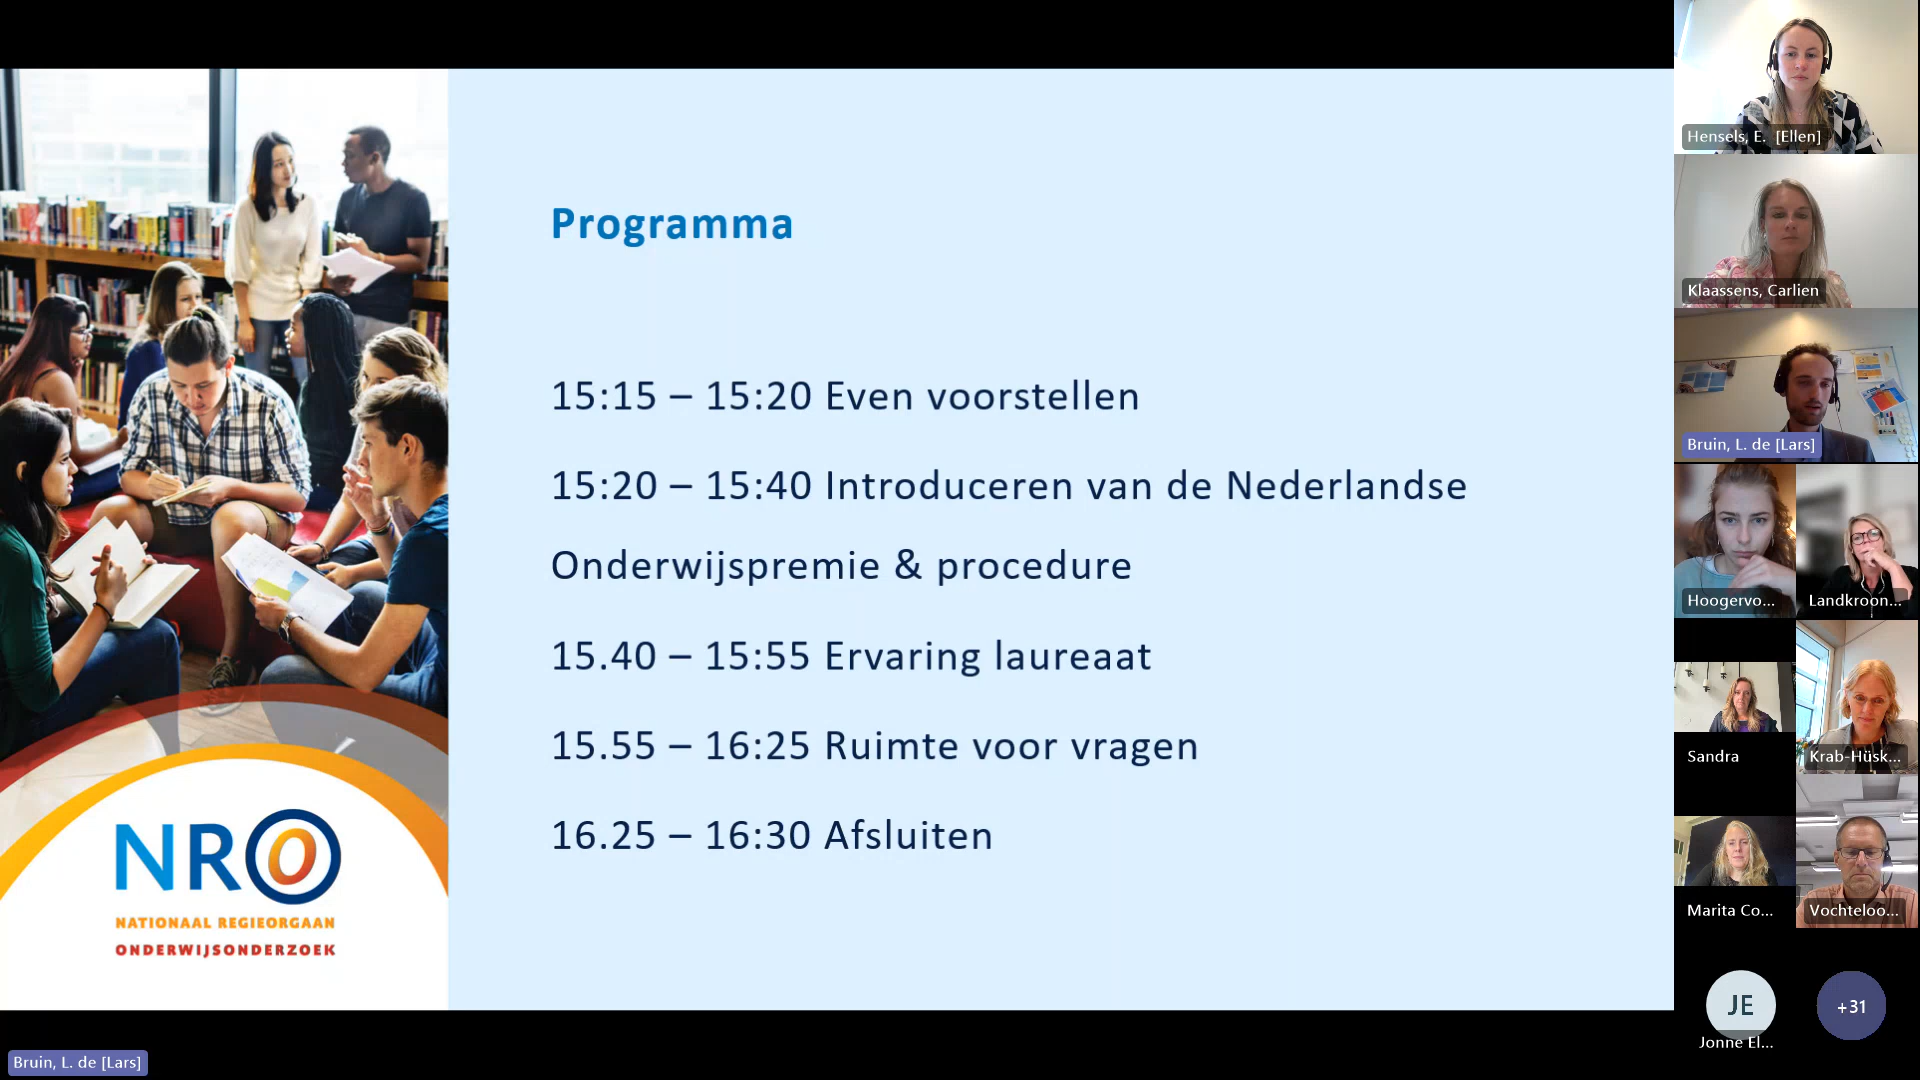 Programma
15:15 – 15:20 Even voorstellen
15:20 – 15:40 Introduceren van de Nederlandse
Onderwijspremie & procedure
15.40 – 15:55 Ervaring laureaat
15.55 – 16:25 Ruimte voor vragen
16.25 – 16:30 Afsluiten
NRO
NATIONAAL REGIEORGAAN
ONDERWIJSONDERZOEK
Bruin, L. de [Lars]
Hensels, E. [Ellen]
Klaassens, Carlien
Bruin, L. de [Lars]
Hoogervo...
Landkroon...
Sandra
Krab-Hüsk...
Marita Co...
Vochteloo...
JE
+31
Jonne El...